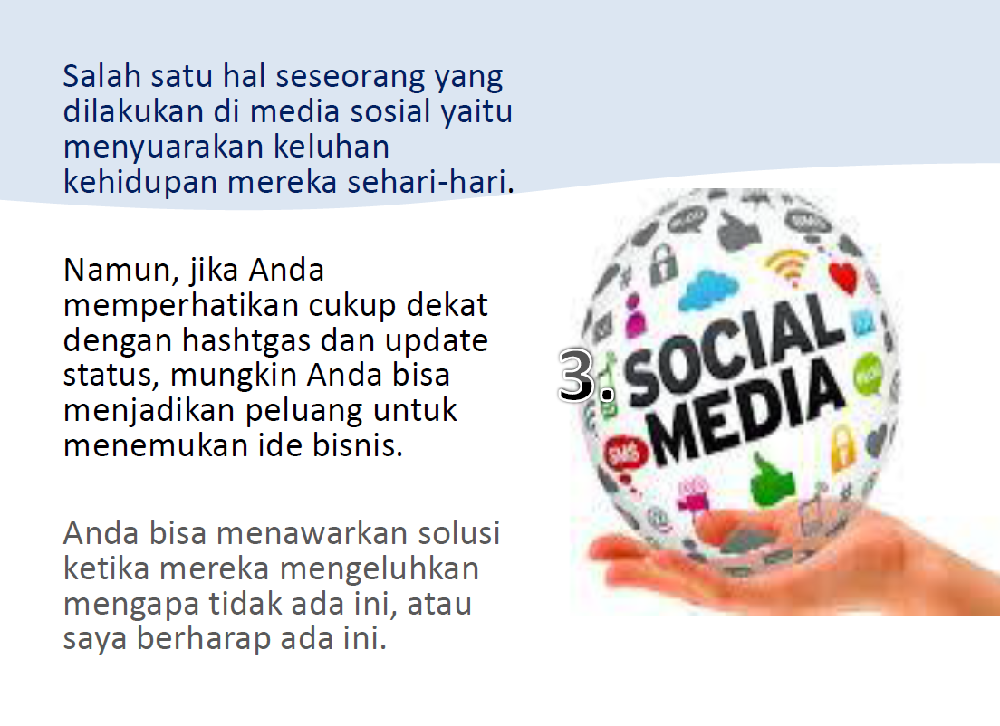 Salah satu hal seseorang yang
dilakukan di media sosial yaitu
menyuarakan keluhan
kehidupan mereka sehari-hari.
Namun, jika Anda
memperhatikan cukup dekat
dengan hashtgas dan update
status, mungkin Anda bisa
menjadikan peluang untuk
menemukan ide bisnis.
Anda bisa menawarkan solusi
ketika mereka mengeluhkan
mengapa tidak ada ini, atau
saya berharap ada ini.
3.
SOCIAL
MEDIA
SMS